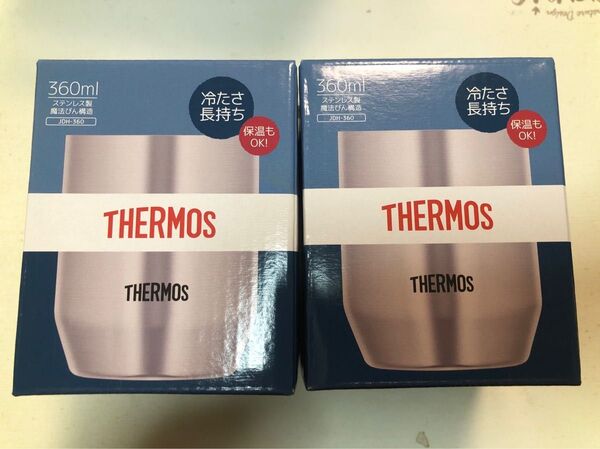 360ml
ステンレス製
魔法びん構造
JDH-360
冷たさ
長持ち
保温も
OK!
THERMOS
THERMOS
360ml
ステンレス製
魔法びん構造
JDH-360
冷たさ
長持ち
保温も
OK!
THERMOS
THERMOS